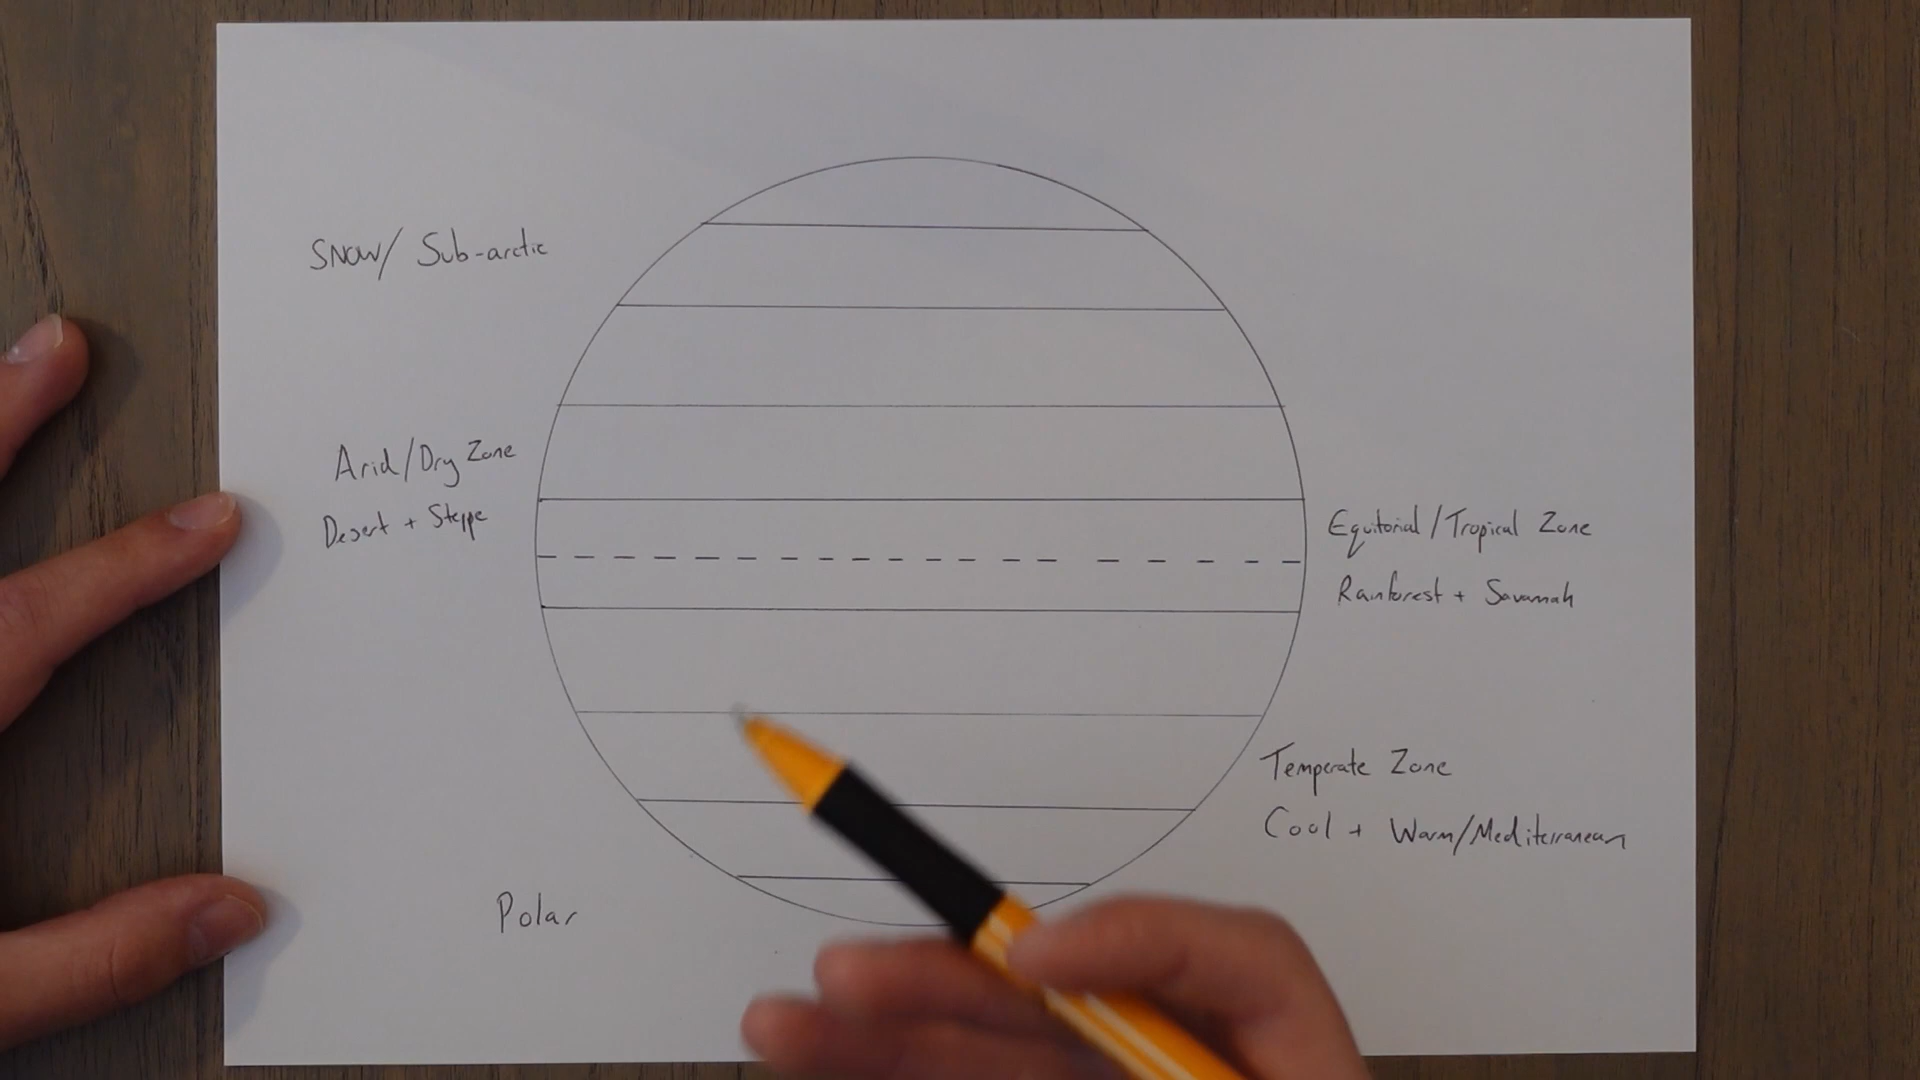 SNOW/ Sub-arctic
Arid/Dry Zone
Desert + Steppe
Equitorial/Tropical Zone
Rainforest + Savannah
Temperate Zone
Cool + Warm/Mediterranean
Polar